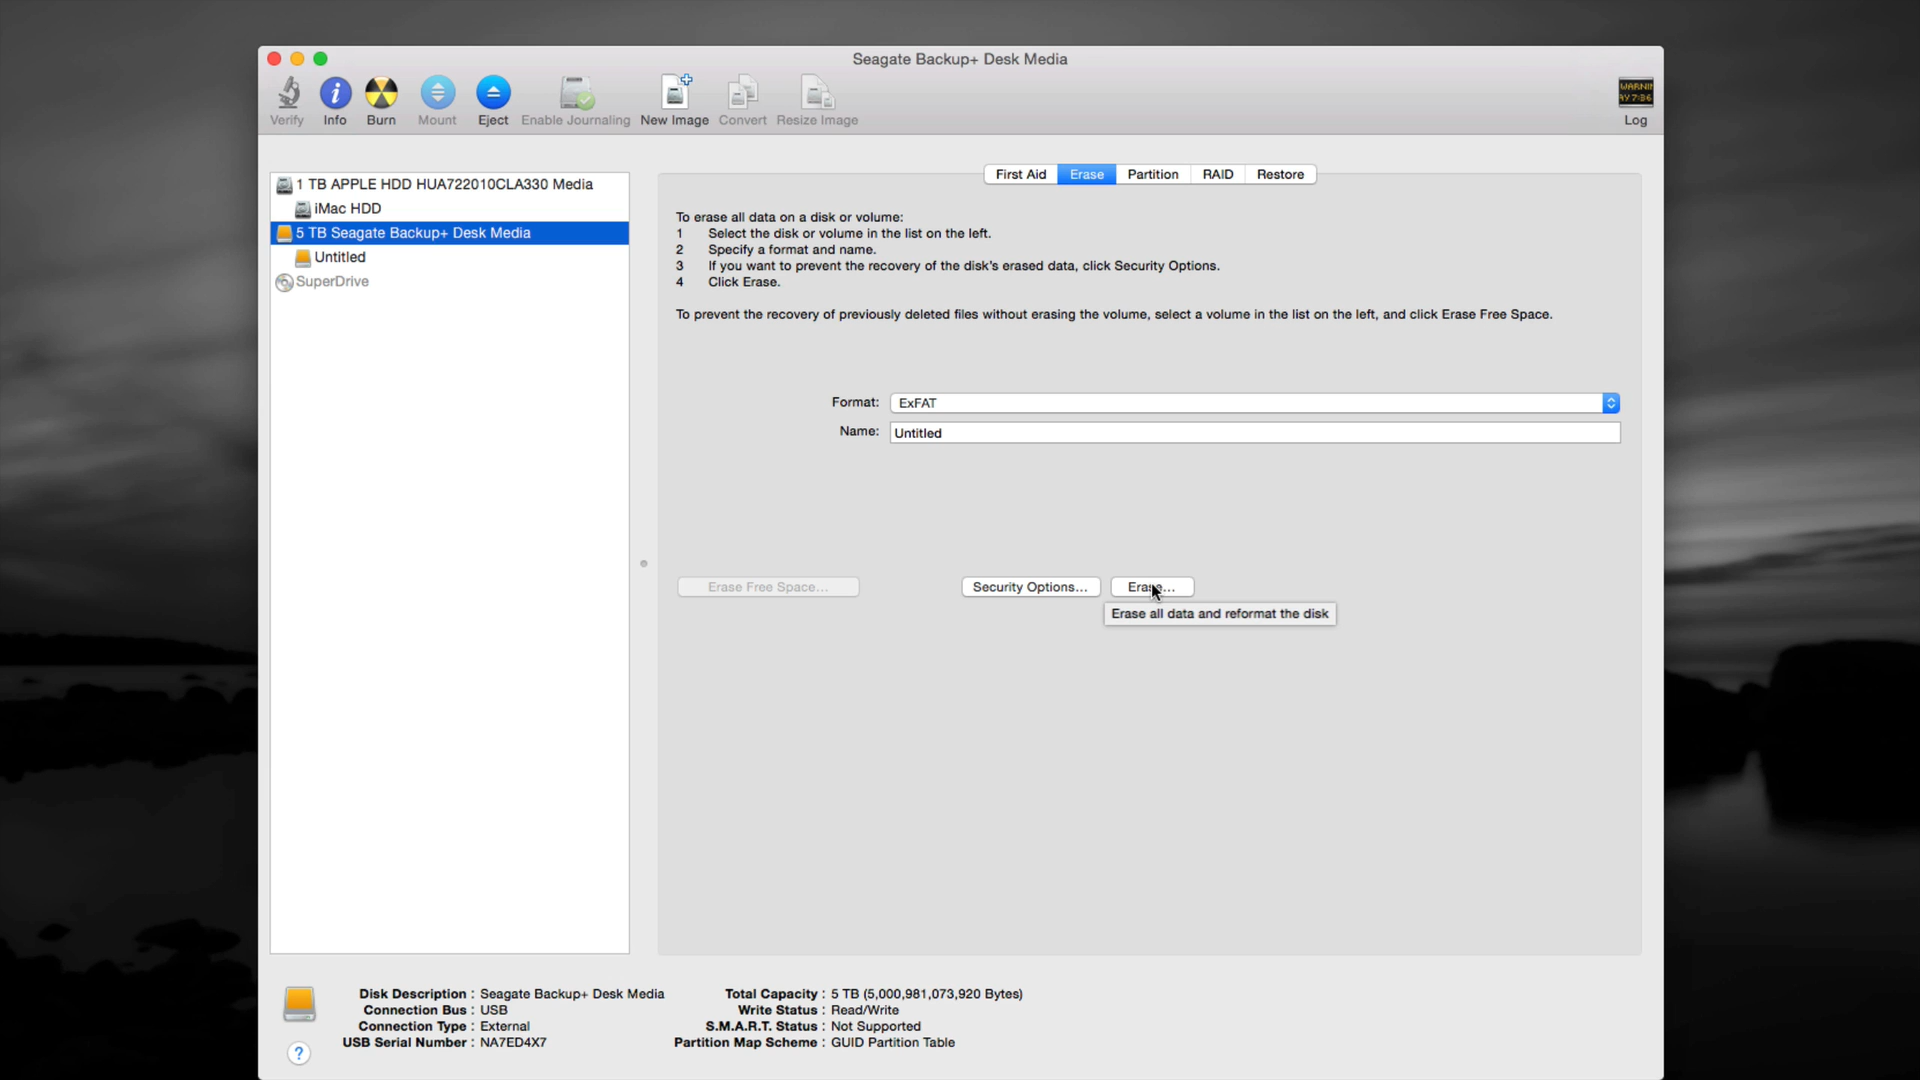 Seagate Backup+ Desk Media
Verify Info Burn Mount Eject Enable Journaling New Image Convert Resize Image
WARNIN
AY 7:36
Log
First Aid Erase Partition RAID Restore
1 TB APPLE HDD HUA722010CLA330 Media
iMac HDD
5 TB Seagate Backup+ Desk Media
Untitled
SuperDrive
To erase all data on a disk or volume:
1 Select the disk or volume in the list on the left.
2 Specify a format and name.
3 If you want to prevent the recovery of the disk's erased data, click Security Options.
4 Click Erase.
To prevent the recovery of previously deleted files without erasing the volume, select a volume in the list on the left, and click Erase Free Space.
Format: ExFAT
Name: Untitled
Erase Free Space... Security Options... Erase...
Erase all data and reformat the disk
Disk Description : Seagate Backup+ Desk Media
Connection Bus : USB
Connection Type : External
USB Serial Number : NA7ED4X7
Total Capacity : 5 TB (5,000,981,073,920 Bytes)
Write Status : Read/Write
S.M.A.R.T. Status : Not Supported
Partition Map Scheme : GUID Partition Table
?